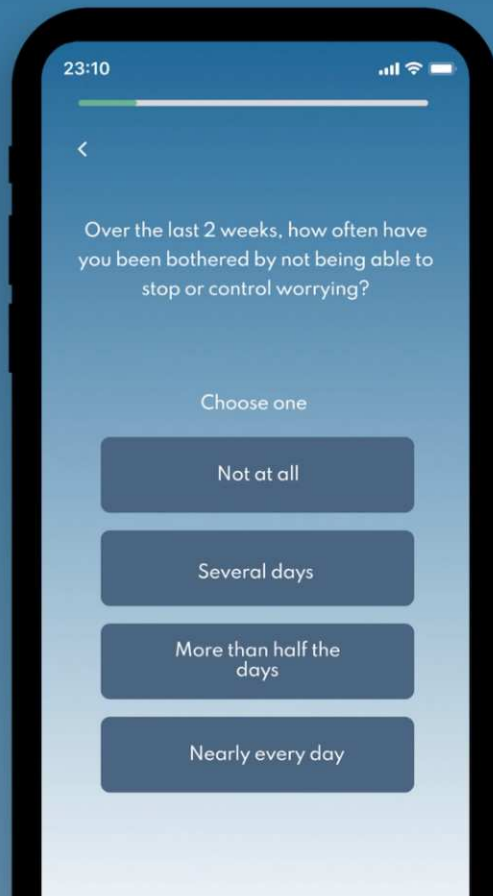 23:10
Over the last 2 weeks, how often have
you been bothered by not being able to
stop or control worrying?
Choose one
Not at all
Several days
More than half the
days
Nearly every day